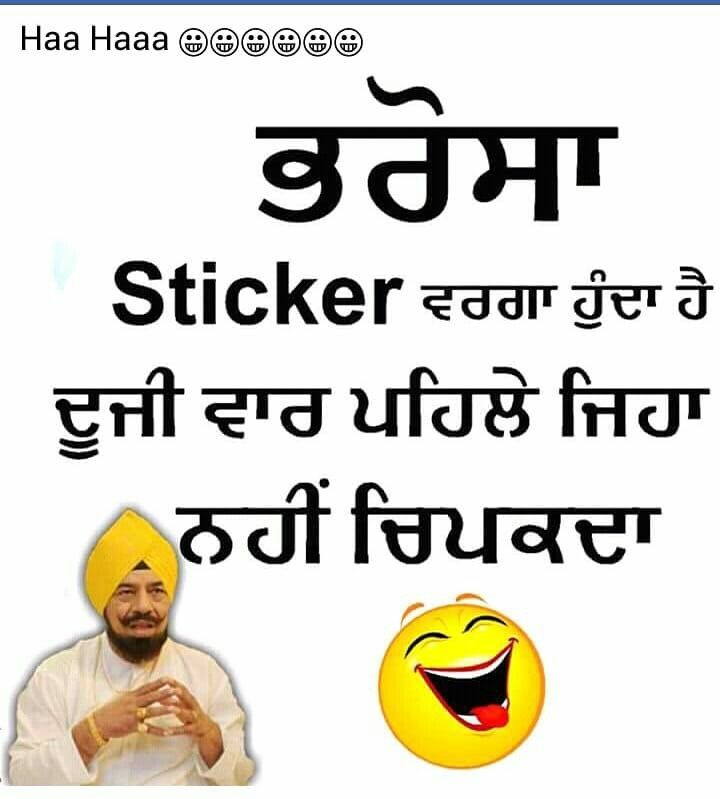 Haa Haaa 😀😀😀😀😀😀
ਭਰੋਸਾ
Sticker ਵਰਗਾ ਹੁੰਦਾ ਹੈ
ਦੂਜੀ ਵਾਰ ਪਹਿਲੇ ਜਿਹਾ
ਨਹੀਂ ਚਿਪਕਦਾ